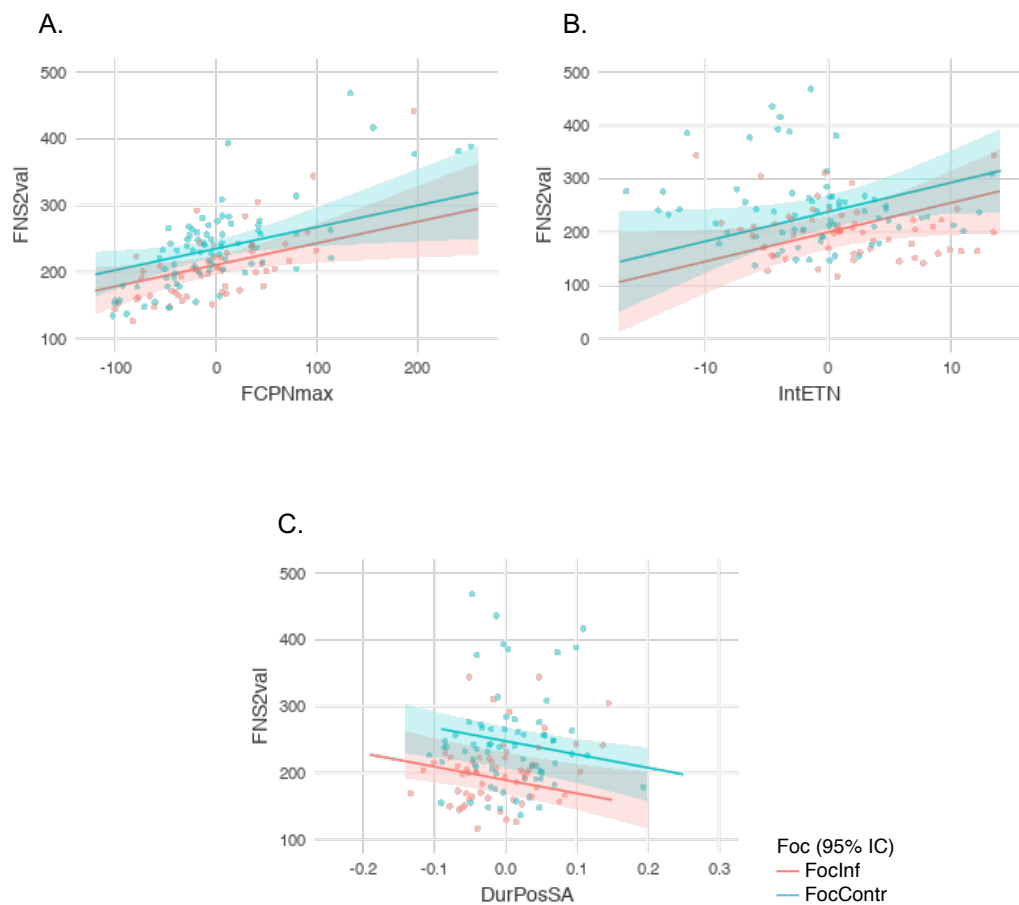 A.
500
400
300
200
100
FNS2val
-100
0
100
200
FCPNmax
B.
500
400
300
200
100
0
FNS2val
-10
0
10
IntETN
C.
500
400
300
200
100
FNS2val
-0.2
-0.1
0.0
0.1
0.2
0.3
DurPosSA
Foc (95% IC)
FocInf
FocContr